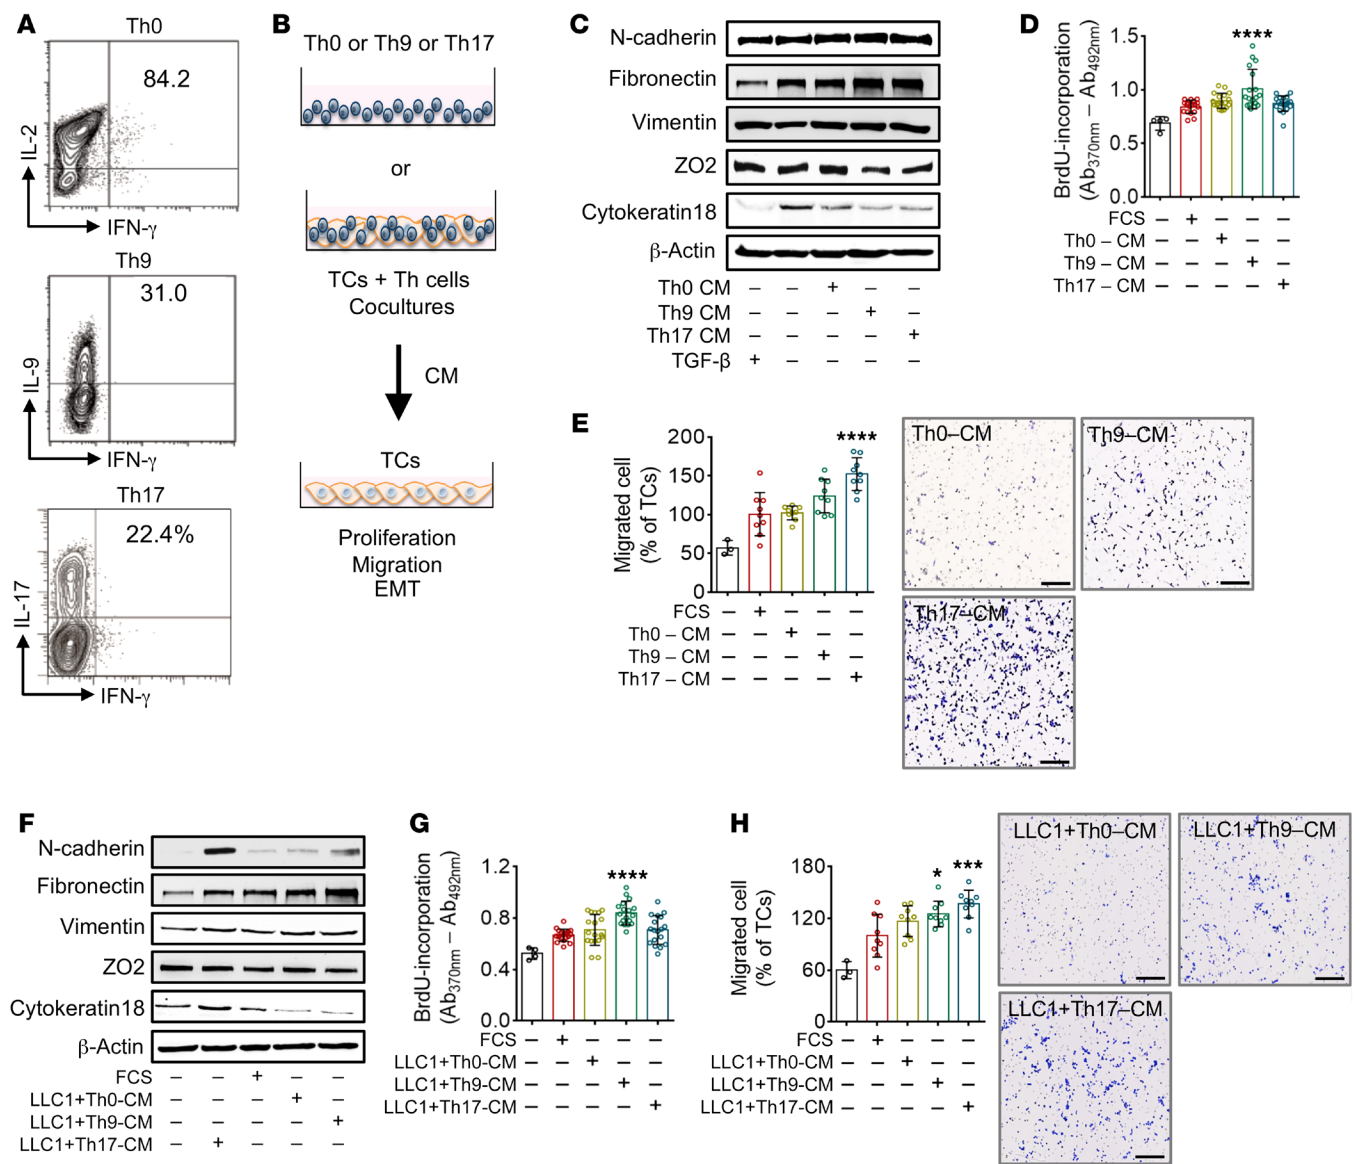 A
Th0
84.2
IL-2
IFN-γ
Th9
31.0
IL-9
IFN-γ
Th17
22.4%
IL-17
IFN-γ
B
Th0 or Th9 or Th17
or
TCs + Th cells
Cocultures
CM
TCs
Proliferation
Migration
EMT
C
N-cadherin
Fibronectin
Vimentin
ZO2
Cytokeratin18
β-Actin
Th0 CM – – + – –
Th9 CM – – – + –
Th17 CM – – – – +
TGF-β + – – – –
D
BrdU-incorporation
(Ab370nm – Ab492nm)
1.5
1.0
0.5
0.0
****
FCS – + – – –
Th0 – CM – – + – –
Th9 – CM – – – + –
Th17 – CM – – – – +
E
Migrated cell
(% of TCs)
200
150
100
50
0
****
FCS – + – – –
Th0 – CM – – + – –
Th9 – CM – – – + –
Th17 – CM – – – – +
Th0–CM
Th9–CM
Th17–CM
F
N-cadherin
Fibronectin
Vimentin
ZO2
Cytokeratin18
β-Actin
FCS – – + – –
LLC1+Th0-CM – – – + –
LLC1+Th9-CM – – – – +
LLC1+Th17-CM – + – – –
G
BrdU-incorporation
(Ab370nm – Ab492nm)
1.2
0.8
0.4
0.0
****
FCS – + – – –
LLC1+Th0-CM – – + – –
LLC1+Th9-CM – – – + –
LLC1+Th17-CM – – – – +
H
Migrated cell
(% of TCs)
180
120
60
0
*
***
FCS – + – – –
LLC1+Th0-CM – – + – –
LLC1+Th9-CM – – – + –
LLC1+Th17-CM – – – – +
LLC1+Th0–CM
LLC1+Th9–CM
LLC1+Th17–CM